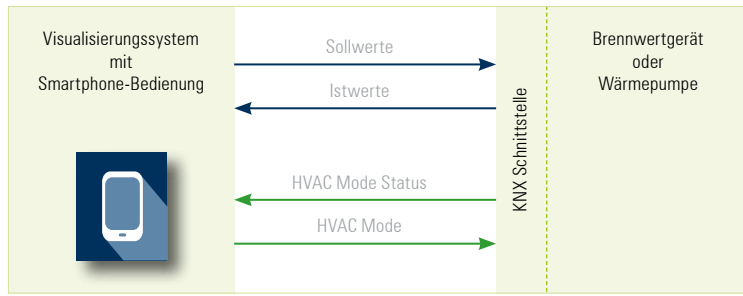 Visualisierungssystem
mit
Smartphone-Bedienung
Sollwerte
Istwerte
HVAC Mode Status
HVAC Mode
KNX Schnittstelle
Brennwertgerät
oder
Wärmepumpe